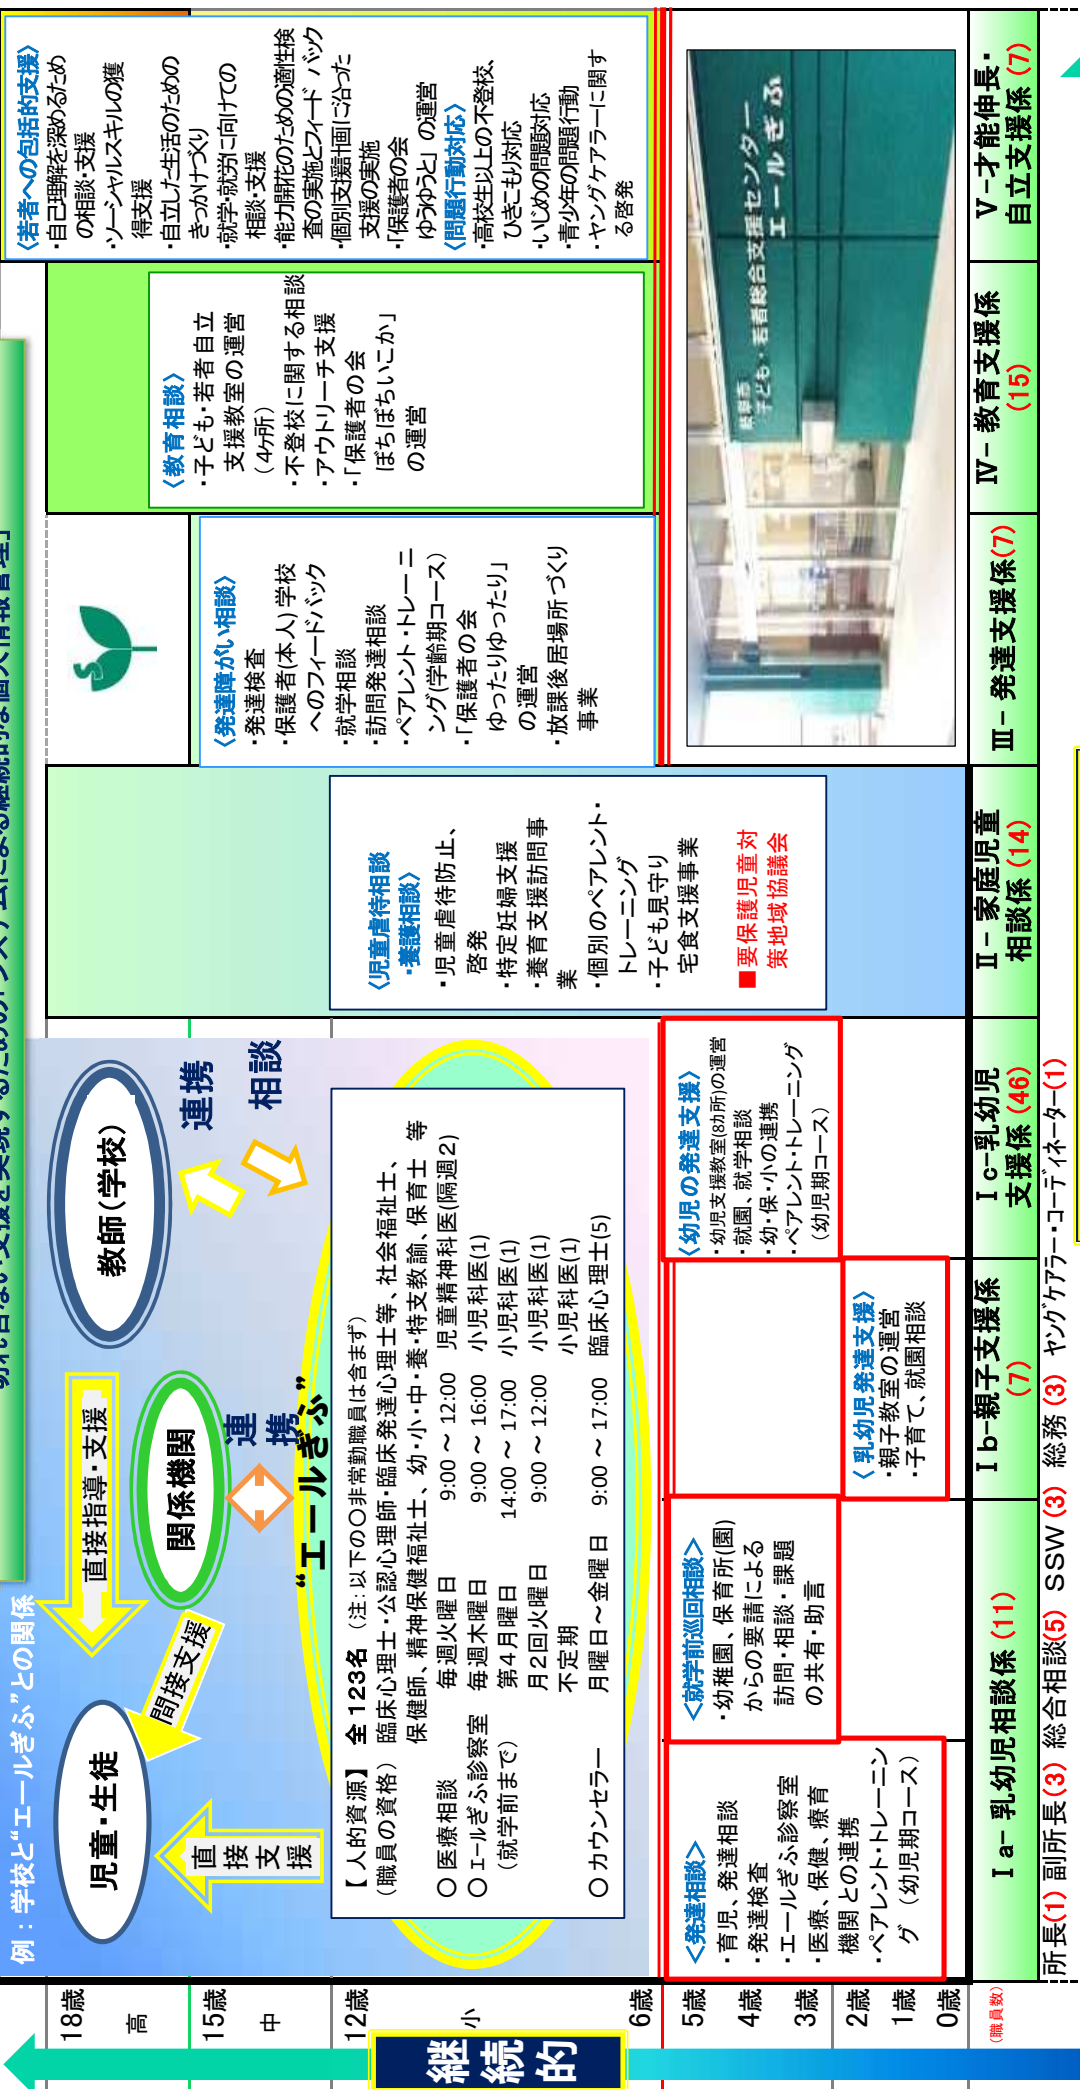 例：学校と“エールぎふ”との関係
児童・生徒
直接指導・支援
教師(学校)
関係機関
間接支援
直接
支援
連携
連携
相談
“エールぎふ”
【人的資源】 全123名 (注：以下の〇非常勤職員は含まず)
(職員の資格) 臨床心理士・公認心理師・臨床発達心理士等、社会福祉士、
保健師、精神保健福祉士、幼・小・中・養・特支教諭、保育士 等
〇医療相談 毎週火曜日 9:00 ～ 12:00 児童精神科医(隔週2)
〇エールぎふ診察室 毎週木曜日 9:00 ～ 16:00 小児科医(1)
(就学前まで) 第4月曜日 14:00 ～ 17:00 小児科医(1)
月2回火曜日 9:00 ～ 12:00 小児科医(1)
不定期 小児科医(1)
〇カウンセラー 月曜日～金曜日 9:00 ～ 17:00 臨床心理士(5)
18歳
高
15歳
中
12歳
小
6歳
5歳
4歳
3歳
2歳
1歳
0歳
(職員数)
継続的
<発達相談>
・育児、発達相談
・発達検査
・エールぎふ診察室
・医療、保健、療育
機関との連携
・ペアレント・トレーニン
グ（幼児期コース）
<就学前巡回相談>
・幼稚園、保育所(園)
からの要請による
訪問・相談・課題
の共有・助言
<乳幼児発達支援>
・親子教室の運営
・子育て、就園相談
〈幼児の発達支援〉
・幼児支援教室(8カ所)の運営
・就園、就学相談
・幼・保・小の連携
・ペアレント・トレーニング
（幼児期コース）
〈児童虐待相談
・養護相談〉
・児童虐待防止、
啓発
・特定妊婦支援
・養育支援訪問事
業
・個別のペアレント・
トレーニング
・子ども見守り
宅食支援事業
■要保護児童対
策地域協議会
〈発達障がい相談〉
・発達検査
・保護者(本人)学校
へのフィードバック
・就学相談
・訪問発達相談
・ペアレント・トレーニ
ング(学齢期コース)
・「保護者の会
ゆったりゆったり」
の運営
・放課後居場所づくり
事業
〈教育相談〉
・子ども・若者自立
支援教室の運営
（4ヶ所）
・不登校に関する相談
・アウトリーチ支援
・「保護者の会
ぼちぼちいこか」
の運営
〈若者への包括的支援〉
・自己理解を深めるため
の相談・支援
・ソーシャルスキルの獲
得支援
・自立した生活のための
きっかけづくり
・就学・就労に向けての
相談・支援
・能力開花のための適性検
査の実施とフィードバック
・個別支援計画に沿った
支援の実施
・「保護者の会
ゆうゆうと」の運営
〈問題行動対応〉
・高校生以上の不登校、
ひきこもり対応
・いじめの問題対応
・青少年の問題行動
・ヤングケアラーに関す
る啓発
岐阜市
子ども・若者総合支援センター
エールぎふ
Ⅰa－乳幼児相談係 (11)
Ⅰb－親子支援係
(7)
Ⅰc－乳幼児
支援係 (46)
Ⅱ－家庭児童
相談係 (14)
Ⅲ－発達支援係(7)
Ⅳ－教育支援係
(15)
Ⅴ－才能伸長・
自立支援係 (7)
所長(1) 副所長(3) 総合相談(5) SSW (3) 総務 (3) ヤングケアラー・コーディネーター(1)